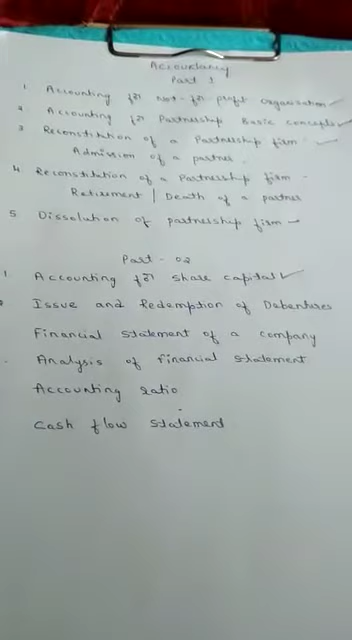 Accountancy
Part 1
1 Accounting for not-for profit organisation
2 Accounting for Partnership Basic concepts
3 Reconstitution of a Partnership firm
Admission of a partner.
4 Reconstitution of a Partnership firm
Retirement / Death of a partner
5 Dissolution of partnership firm
Part - 02
1 Accounting for share capital
Issue and Redemption of Debentures
Financial statement of a company
Analysis of financial statement
Accounting ratio
Cash flow statement